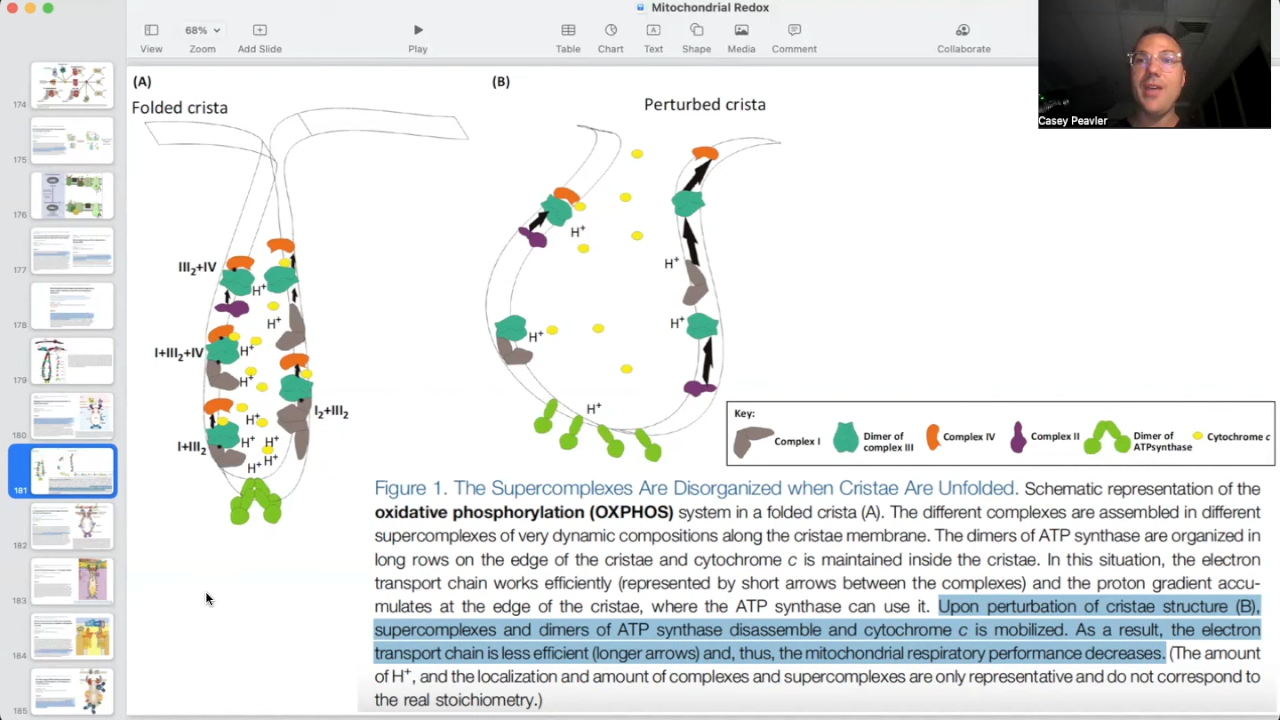 Mitochondrial Redox
68%
View
Zoom
Add Slide
Play
Table
Chart
Text
Shape
Media
Comment
Collaborate
Casey Peavler
174
175
176
177
178
179
180
181
182
183
184
185
(A)
Folded crista
III₂+IV
H⁺
H⁺
I+III₂+IV
H⁺
H⁺
I₂+III₂
H⁺
I+III₂
H⁺
H⁺
H⁺
H⁺
(B)
Perturbed crista
H⁺
H⁺
H⁺
H⁺
H⁺
Key:
Complex I
Dimer of
complex III
Complex IV
Complex II
Dimer of
ATPsynthase
Cytochrome c
Figure 1. The Supercomplexes Are Disorganized when Cristae Are Unfolded. Schematic representation of the
oxidative phosphorylation (OXPHOS) system in a folded crista (A). The different complexes are assembled in different
supercomplexes of very dynamic compositions along the cristae membrane. The dimers of ATP synthase are organized in
long rows on the edge of the cristae and cytochrome c is maintained inside the cristae. In this situation, the electron
transport chain works efficiently (represented by short arrows between the complexes) and the proton gradient accu-
mulates at the edge of the cristae, where the ATP synthase can use it. Upon perturbation of cristae structure (B),
supercomplexes and dimers of ATP synthase disassemble and cytochrome c is mobilized. As a result, the electron
transport chain is less efficient (longer arrows) and, thus, the mitochondrial respiratory performance decreases. (The amount
of H⁺, and the localization and amount of complexes and supercomplexes are only representative and do not correspond to
the real stoichiometry.)